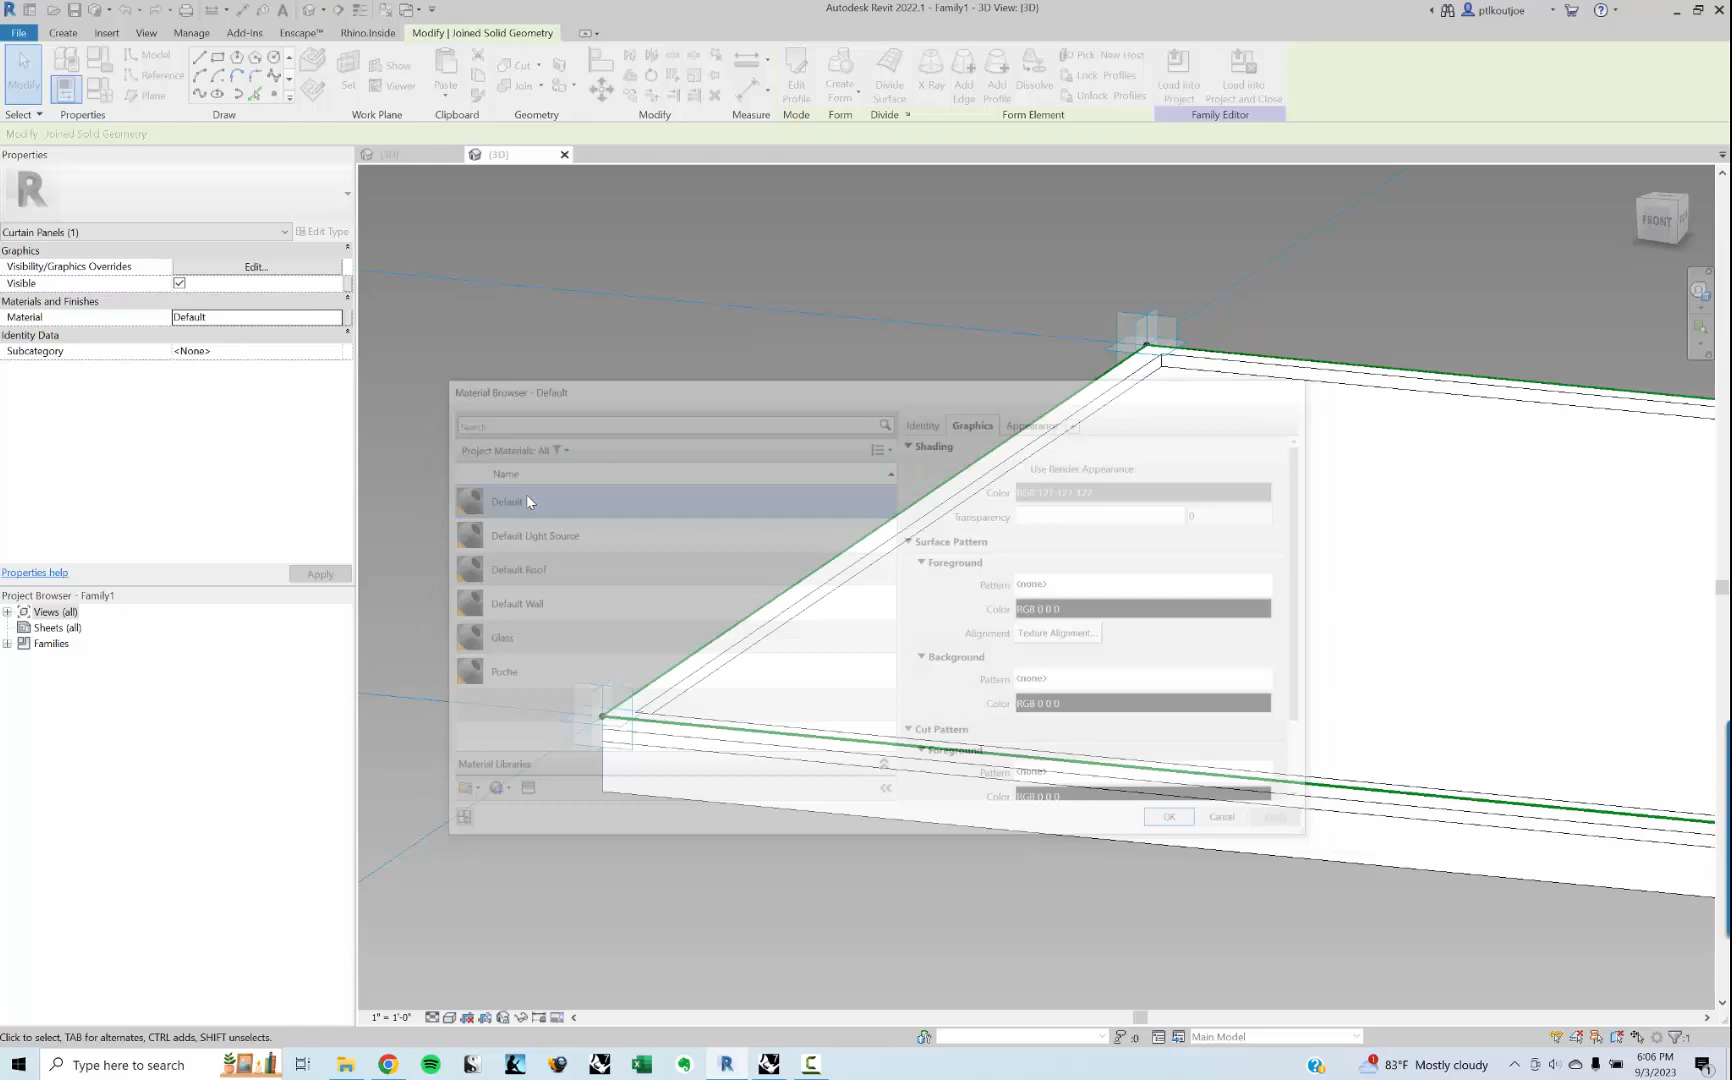 Autodesk Revit 2022.1 - Family1 - 3D View: {3D}
ptlkoutjoe
File Create Insert View Manage Add-Ins Enscape™ Rhino.Inside Modify | Joined Solid Geometry
Modify
Model
Reference
Plane
Set
Show
Viewer
Paste
Cut
Join
Edit Profile
Create Form
Divide Surface
X Ray
Add Edge
Add Profile
Dissolve
Pick New Host
Lock Profiles
Unlock Profiles
Load into Project
Load into Project and Close
Select Properties Draw Work Plane Clipboard Geometry Modify Measure Mode Form Divide Form Element Family Editor
Modify | Joined Solid Geometry
Properties
{3D}
{3D}
R
FRONT
Curtain Panels (1)
Edit Type
Graphics
Visibility/Graphics Overrides Edit...
Visible
Materials and Finishes
Material Default
Identity Data
Subcategory <None>
Properties help
Apply
Project Browser - Family1
Views (all)
Sheets (all)
Families
Material Browser - Default
Search
Project Materials: All
Name
Default
Default Light Source
Default Roof
Default Wall
Glass
Poche
Material Libraries
Identity Graphics Appearance
Shading
Use Render Appearance
Color RGB 127 127 127
Transparency 0
Surface Pattern
Foreground
Pattern <none>
Color RGB 0 0 0
Alignment Texture Alignment...
Background
Pattern <none>
Color RGB 0 0 0
Cut Pattern
Foreground
Pattern <none>
Color RGB 0 0 0
OK Cancel
1" = 1'-0"
Click to select, TAB for alternates, CTRL adds, SHIFT unselects.
:0
Main Model
:1
Type here to search
83°F Mostly cloudy
6:06 PM
9/3/2023